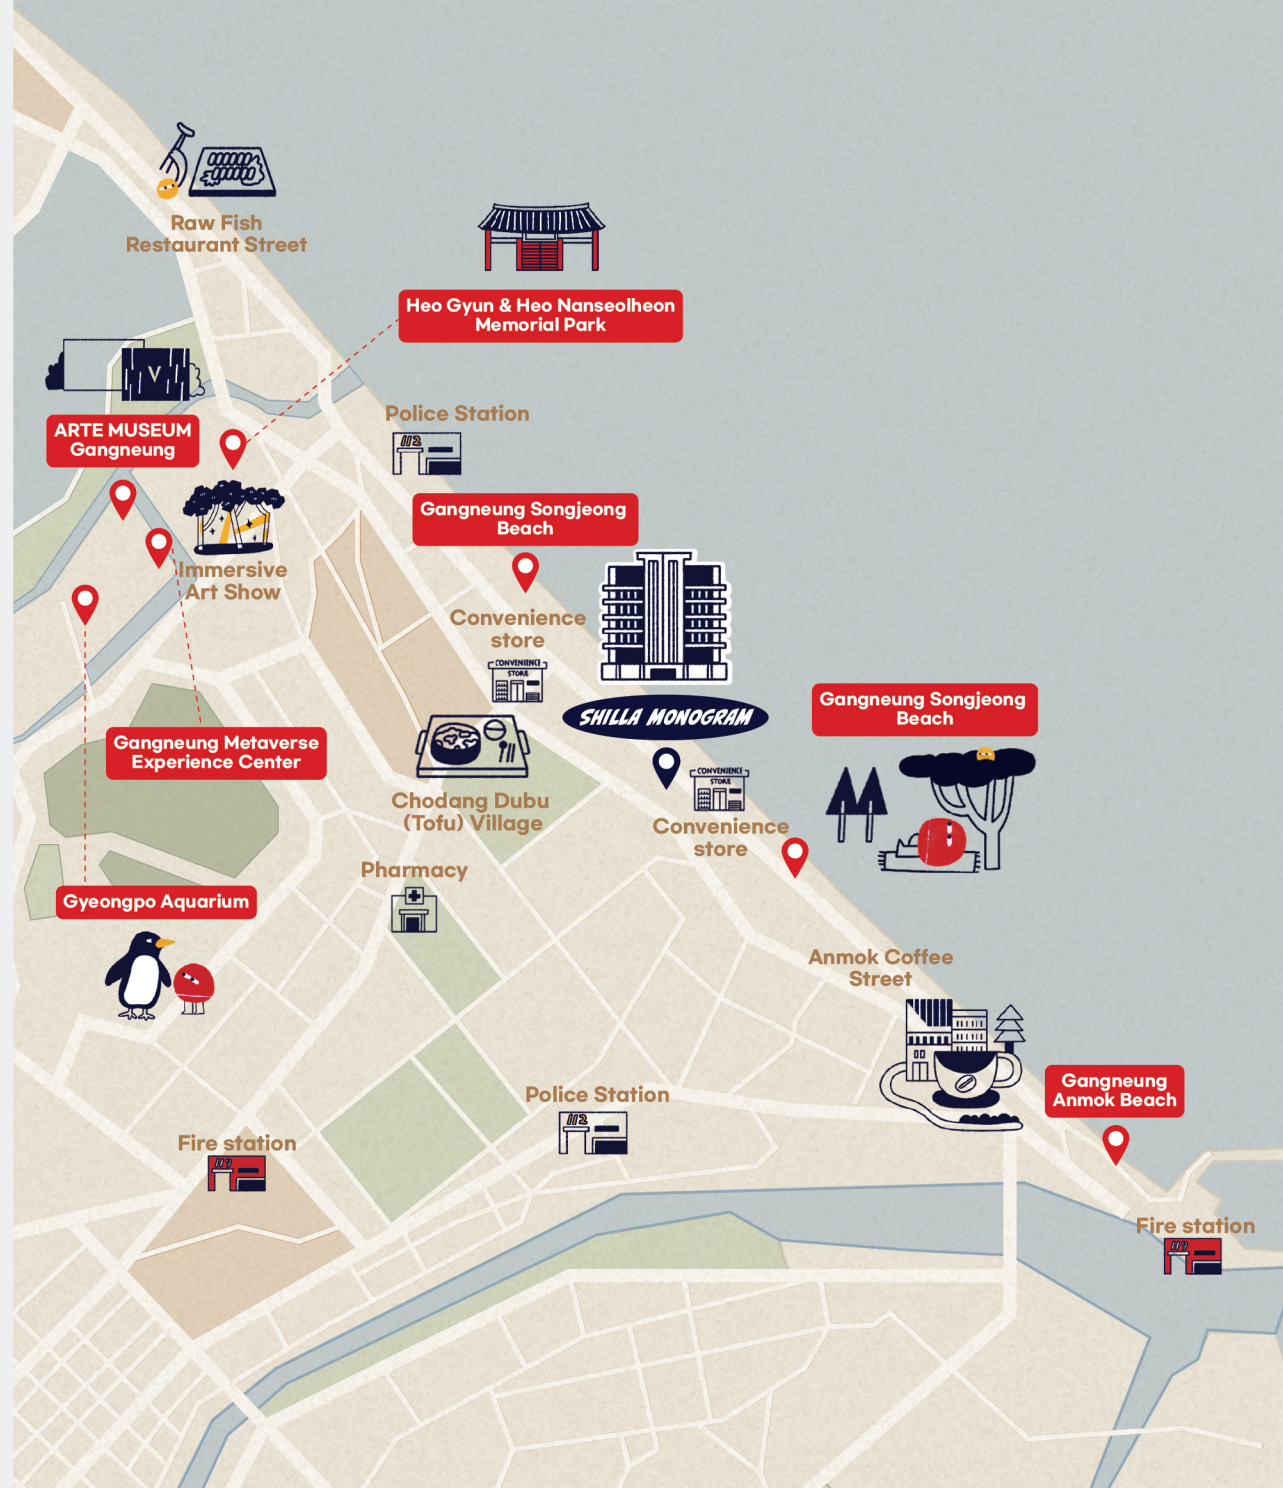 Raw Fish
Restaurant Street
Heo Gyun & Heo Nanseolheon
Memorial Park
V
ARTE MUSEUM
Gangneung
Police Station
112
Gangneung Songjeong
Beach
Immersive
Art Show
Convenience
store
CONVENIENCE
STORE
SHILLA MONOGRAM
Gangneung Songjeong
Beach
Gangneung Metaverse
Experience Center
CONVENIENCE
STORE
Chodang Dubu
(Tofu) Village
Convenience
store
Pharmacy
Gyeongpo Aquarium
Anmok Coffee
Street
Gangneung
Anmok Beach
Police Station
112
Fire station
119
Fire station
119